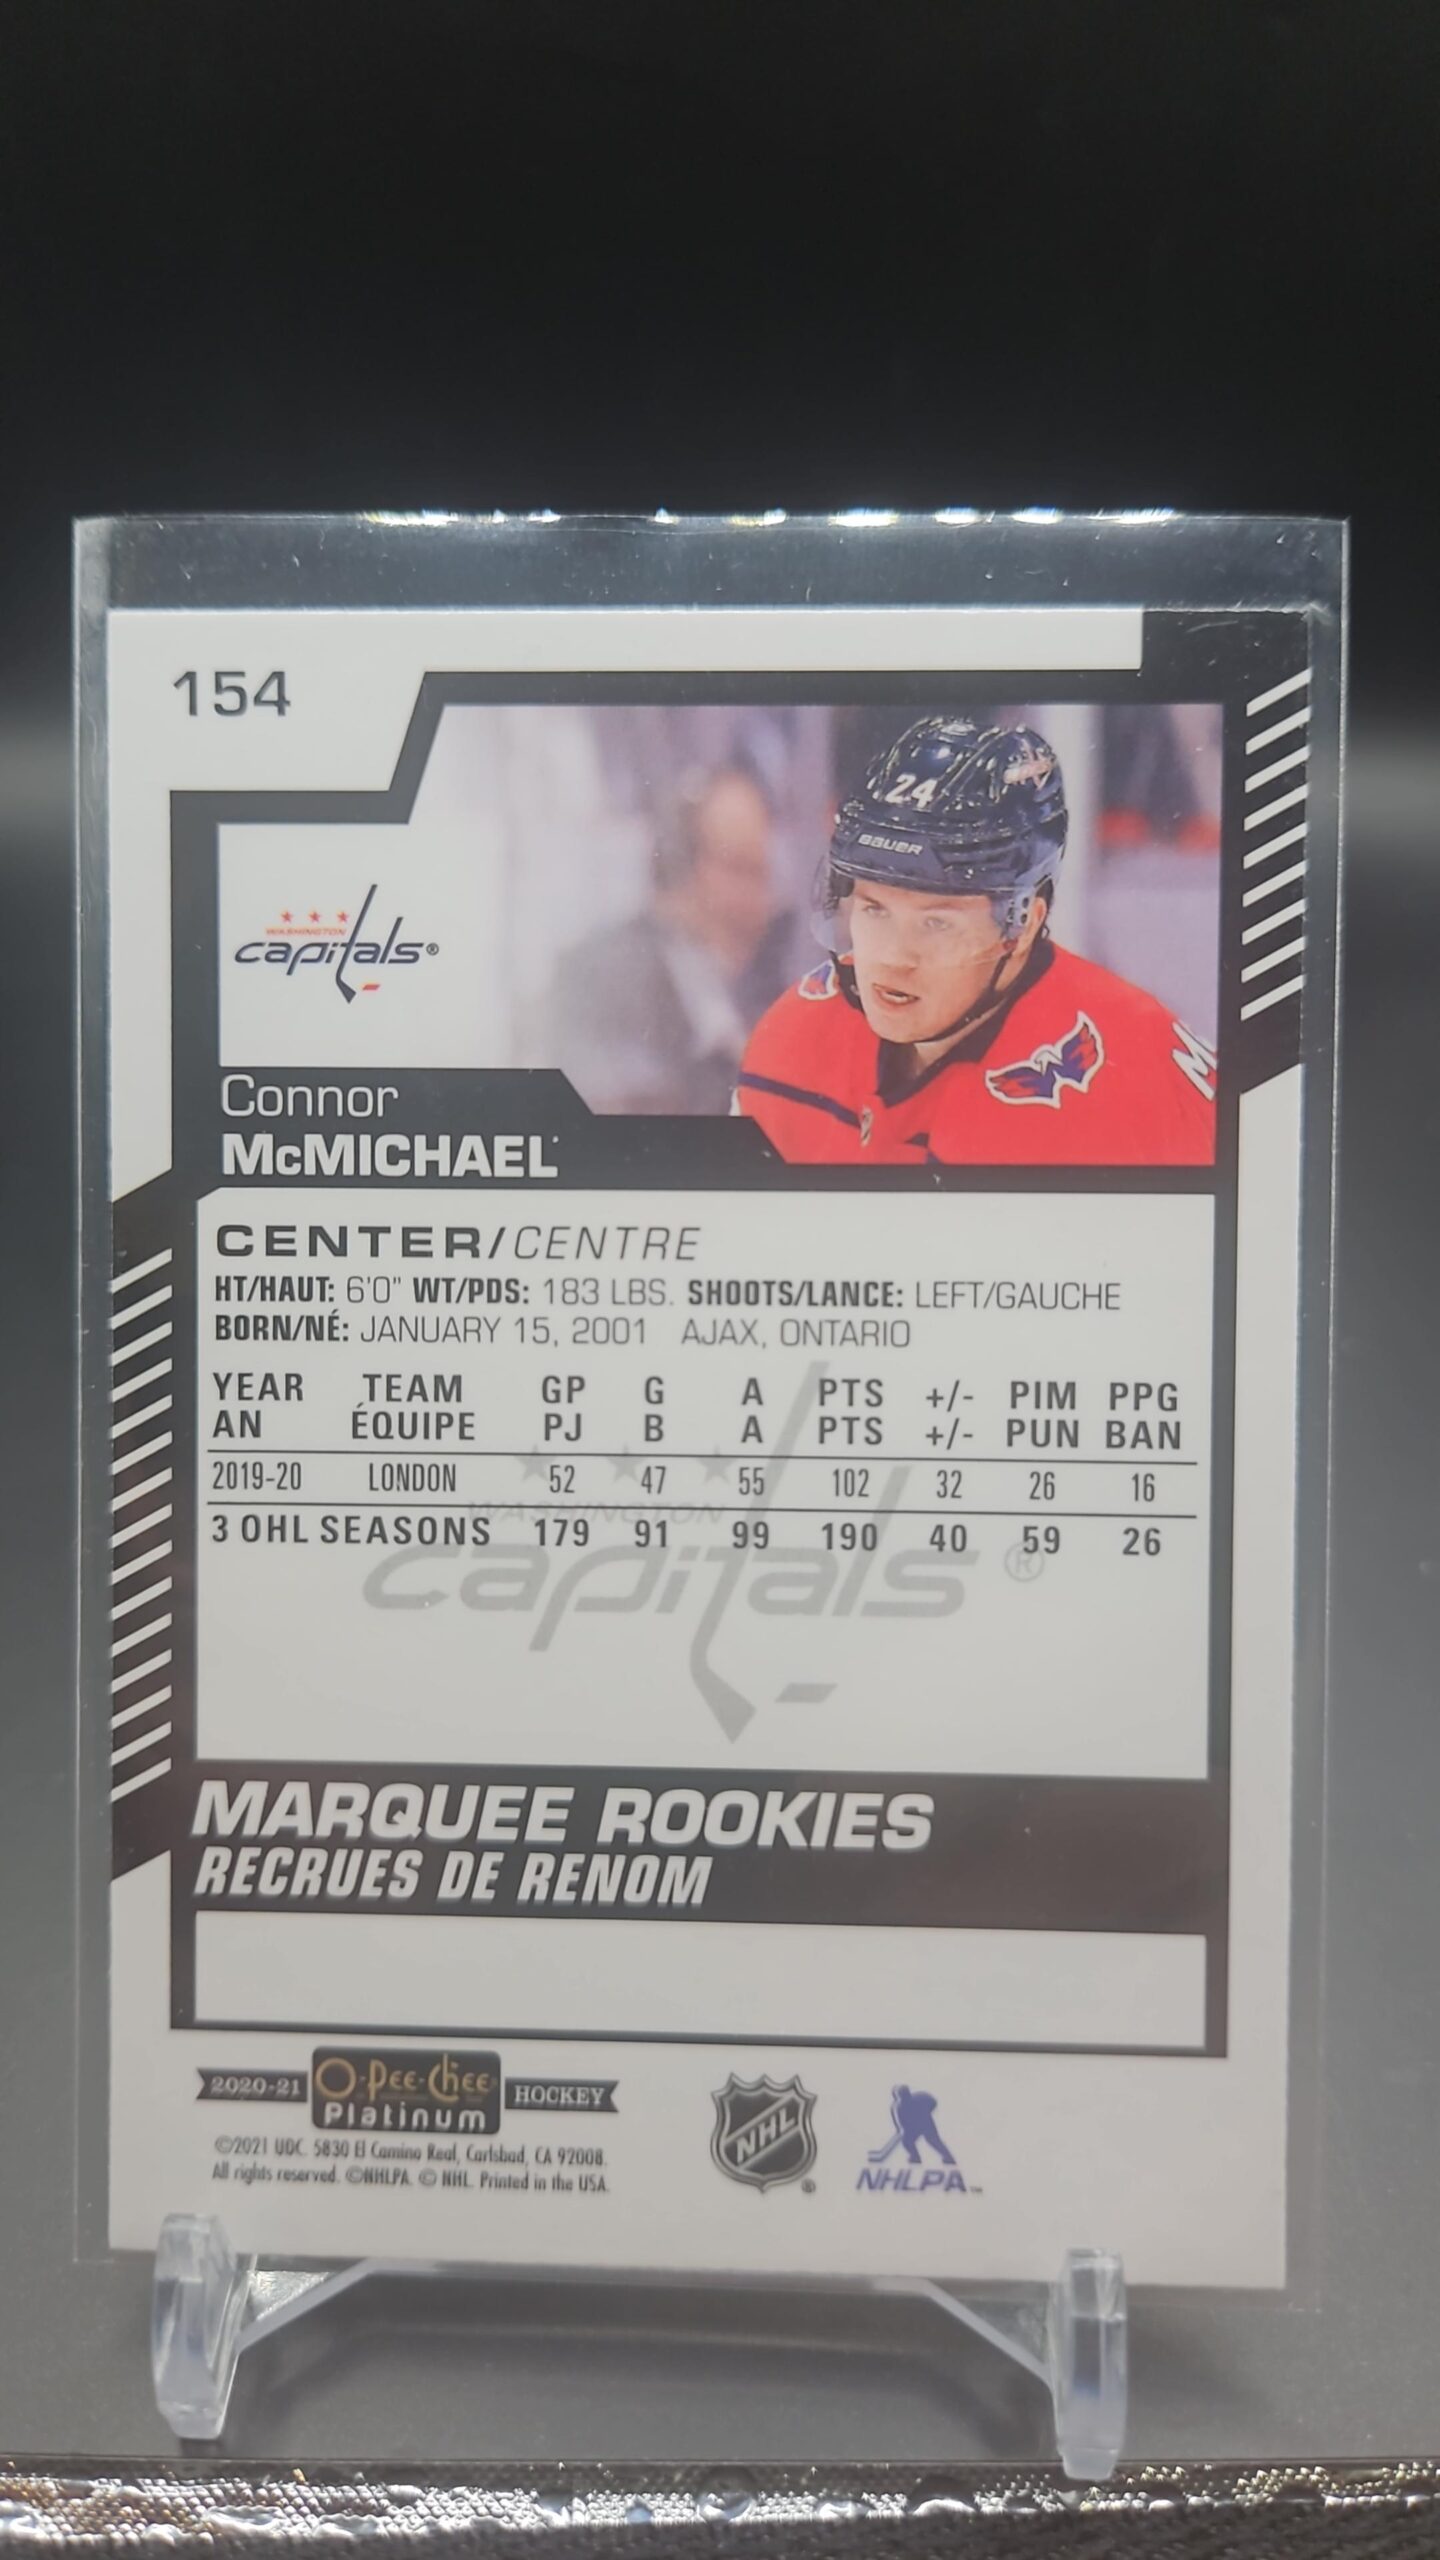 154
24
BAUER
WASHINGTON
capitals®
M
Connor
McMICHAEL
CENTER/CENTRE
HT/HAUT: 6'0" WT/PDS: 183 LBS. SHOOTS/LANCE: LEFT/GAUCHE
BORN/NÉ: JANUARY 15, 2001 AJAX, ONTARIO
YEAR TEAM GP G A PTS +/- PIM PPG
AN ÉQUIPE PJ B A PTS +/- PUN BAN
2019-20 LONDON 52 47 55 102 32 26 16
3 OHL SEASONS 179 91 99 190 40 59 26
WASHINGTON
capitals®
MARQUEE ROOKIES
RECRUES DE RENOM
2020-21 O-Pee-Chee Platinum HOCKEY
©2021 UDC. 5830 El Camino Real, Carlsbad, CA 92008.
All rights reserved. ©NHLPA. © NHL. Printed in the USA.
NHL ®
NHLPA™